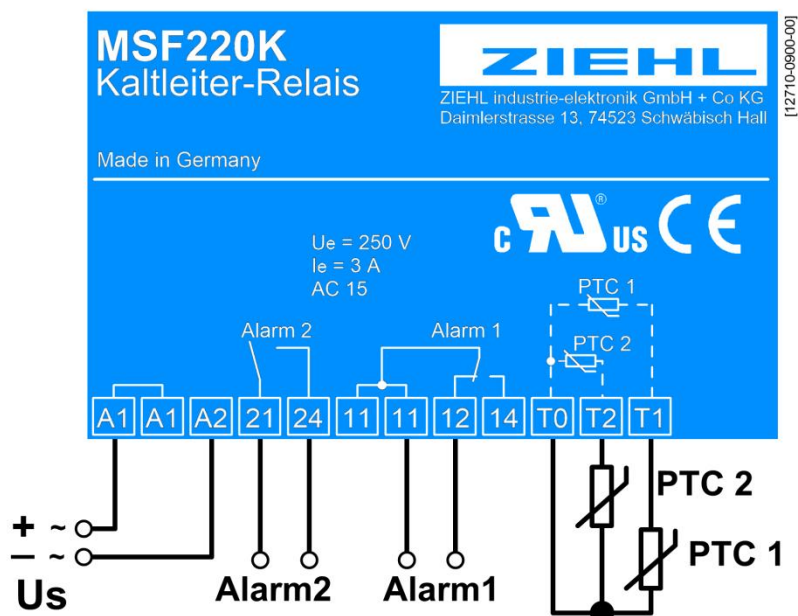 MSF220K
Kaltleiter-Relais
ZIEHL
ZIEHL industrie-elektronik GmbH + Co KG
Daimlerstrasse 13, 74523 Schwäbisch Hall
[12710-0900-00]
Made in Germany
Ue = 250 V
Ie = 3 A
AC 15
c RU ® US CE
PTC 1
PTC 2
Alarm 2
Alarm 1
A1 A1 A2 21 24 11 11 12 14 T0 T2 T1
+ ~
– ~
Us
Alarm2
Alarm1
PTC 2
PTC 1